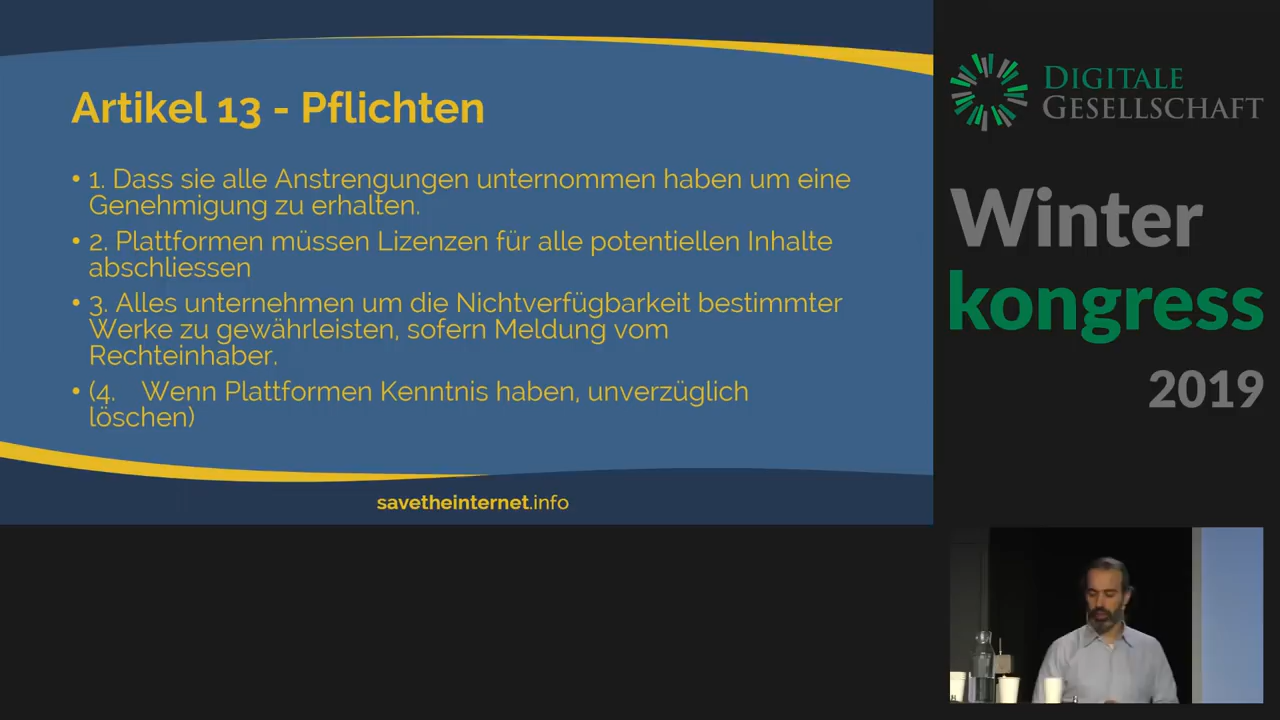 Artikel 13 - Pflichten
• 1. Dass sie alle Anstrengungen unternommen haben um eine
Genehmigung zu erhalten.
• 2. Plattformen müssen Lizenzen für alle potentiellen Inhalte
abschliessen
• 3. Alles unternehmen um die Nichtverfügbarkeit bestimmter
Werke zu gewährleisten, sofern Meldung vom
Rechteinhaber.
• (4. Wenn Plattformen Kenntnis haben, unverzüglich
löschen)
savetheinternet.info
DIGITALE
GESELLSCHAFT
Winter
kongress
2019